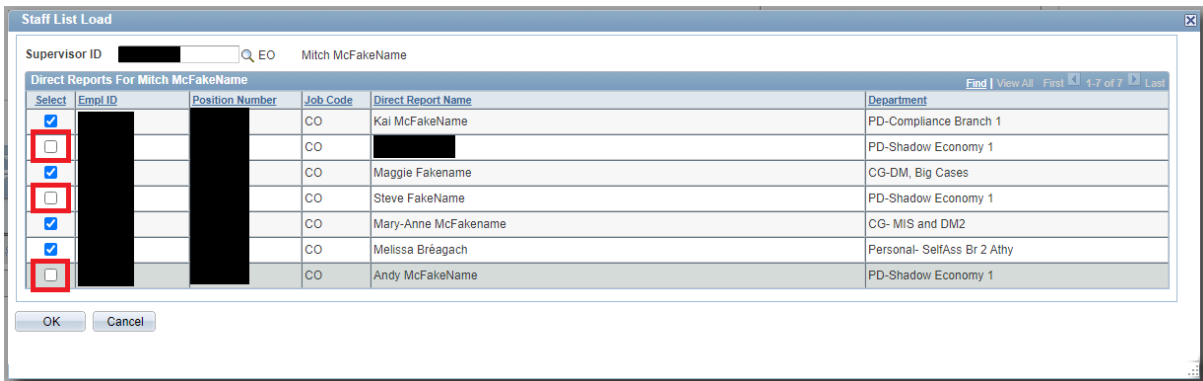 Staff List Load
Supervisor ID EO Mitch McFakeName
Direct Reports For Mitch McFakeName Find | View All First 1-7 of 7 Last
Select Empl ID Position Number Job Code Direct Report Name Department
CO Kai McFakeName PD-Compliance Branch 1
CO PD-Shadow Economy 1
CO Maggie Fakename CG-DM, Big Cases
CO Steve FakeName PD-Shadow Economy 1
CO Mary-Anne McFakename CG- MIS and DM2
CO Melissa Bréagach Personal- SelfAss Br 2 Athy
CO Andy McFakeName PD-Shadow Economy 1
OK Cancel